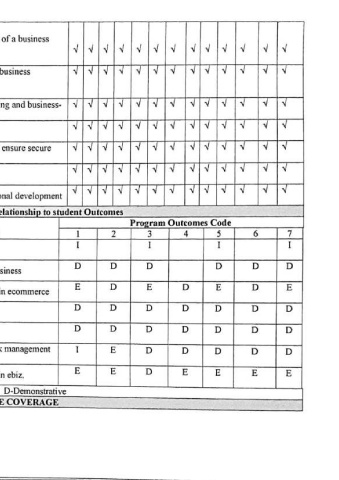 of a business √ √ √ √ √ √ √ √ √ √ √ √ √
business √ √ √ √ √ √ √ √ √ √ √ √ √
ng and business- √ √ √ √ √ √ √ √ √ √ √ √ √
√ √ √ √ √ √ √ √ √ √ √ √ √
ensure secure √ √ √ √ √ √ √ √ √ √ √ √ √
√ √ √ √ √ √ √ √ √ √ √ √ √
onal development √ √ √ √ √ √ √ √ √ √ √ √ √
elationship to student Outcomes
Program Outcomes Code
1 2 3 4 5 6 7
I I I I
siness D D D D D D
in ecommerce E D E D E D E
D D D D D D D
D D D D D D D
k management I E D D D D D
n ebiz. E E D E E E E
D-Demonstrative
E COVERAGE